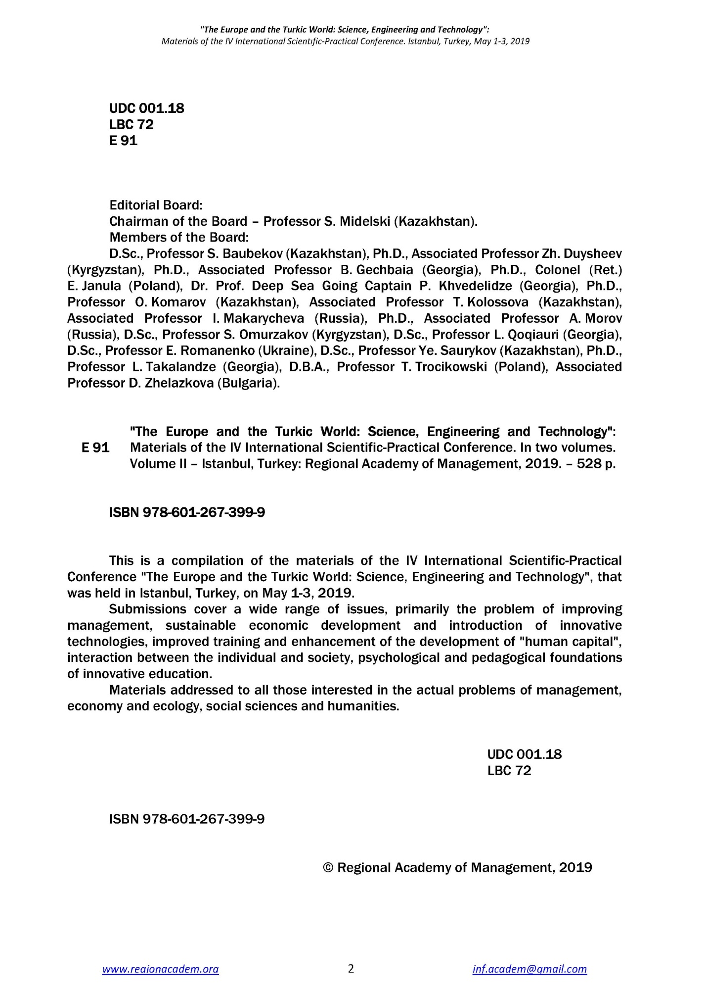 "The Europe and the Turkic World: Science, Engineering and Technology":
Materials of the IV International Scientific-Practical Conference. Istanbul, Turkey, May 1-3, 2019
UDC 001.18
LBC 72
E 91
Editorial Board:
Chairman of the Board – Professor S. Midelski (Kazakhstan).
Members of the Board:
D.Sc., Professor S. Baubekov (Kazakhstan), Ph.D., Associated Professor Zh. Duysheev
(Kyrgyzstan), Ph.D., Associated Professor B. Gechbaia (Georgia), Ph.D., Colonel (Ret.)
E. Janula (Poland), Dr. Prof. Deep Sea Going Captain P. Khvedelidze (Georgia), Ph.D.,
Professor O. Komarov (Kazakhstan), Associated Professor T. Kolossova (Kazakhstan),
Associated Professor I. Makarycheva (Russia), Ph.D., Associated Professor A. Morov
(Russia), D.Sc., Professor S. Omurzakov (Kyrgyzstan), D.Sc., Professor L. Qoqiauri (Georgia),
D.Sc., Professor E. Romanenko (Ukraine), D.Sc., Professor Ye. Saurykov (Kazakhstan), Ph.D.,
Professor L. Takalandze (Georgia), D.B.A., Professor T. Trocikowski (Poland), Associated
Professor D. Zhelazkova (Bulgaria).
"The Europe and the Turkic World: Science, Engineering and Technology":
E 91 Materials of the IV International Scientific-Practical Conference. In two volumes.
Volume II – Istanbul, Turkey: Regional Academy of Management, 2019. – 528 p.
ISBN 978-601-267-399-9
This is a compilation of the materials of the IV International Scientific-Practical
Conference "The Europe and the Turkic World: Science, Engineering and Technology", that
was held in Istanbul, Turkey, on May 1-3, 2019.
Submissions cover a wide range of issues, primarily the problem of improving
management, sustainable economic development and introduction of innovative
technologies, improved training and enhancement of the development of "human capital",
interaction between the individual and society, psychological and pedagogical foundations
of innovative education.
Materials addressed to all those interested in the actual problems of management,
economy and ecology, social sciences and humanities.
UDC 001.18
LBC 72
ISBN 978-601-267-399-9
© Regional Academy of Management, 2019
www.regionacadem.org 2 inf.academ@gmail.com